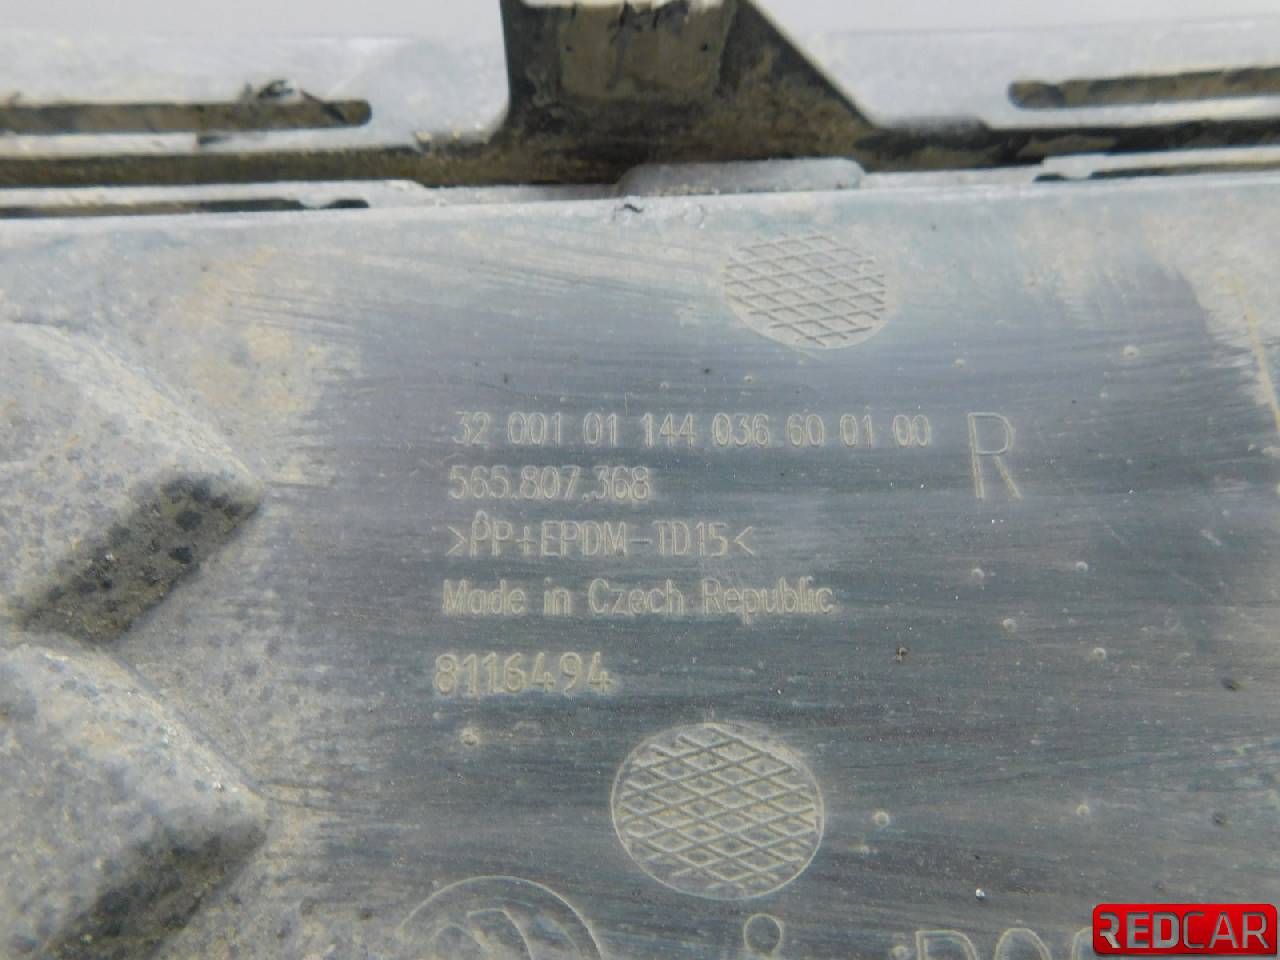 32 001 01 144 036 60 01 00 R
565.807.368
>PP+EPDM-TD15<
Made in Czech Republic
8116494
REDCAR